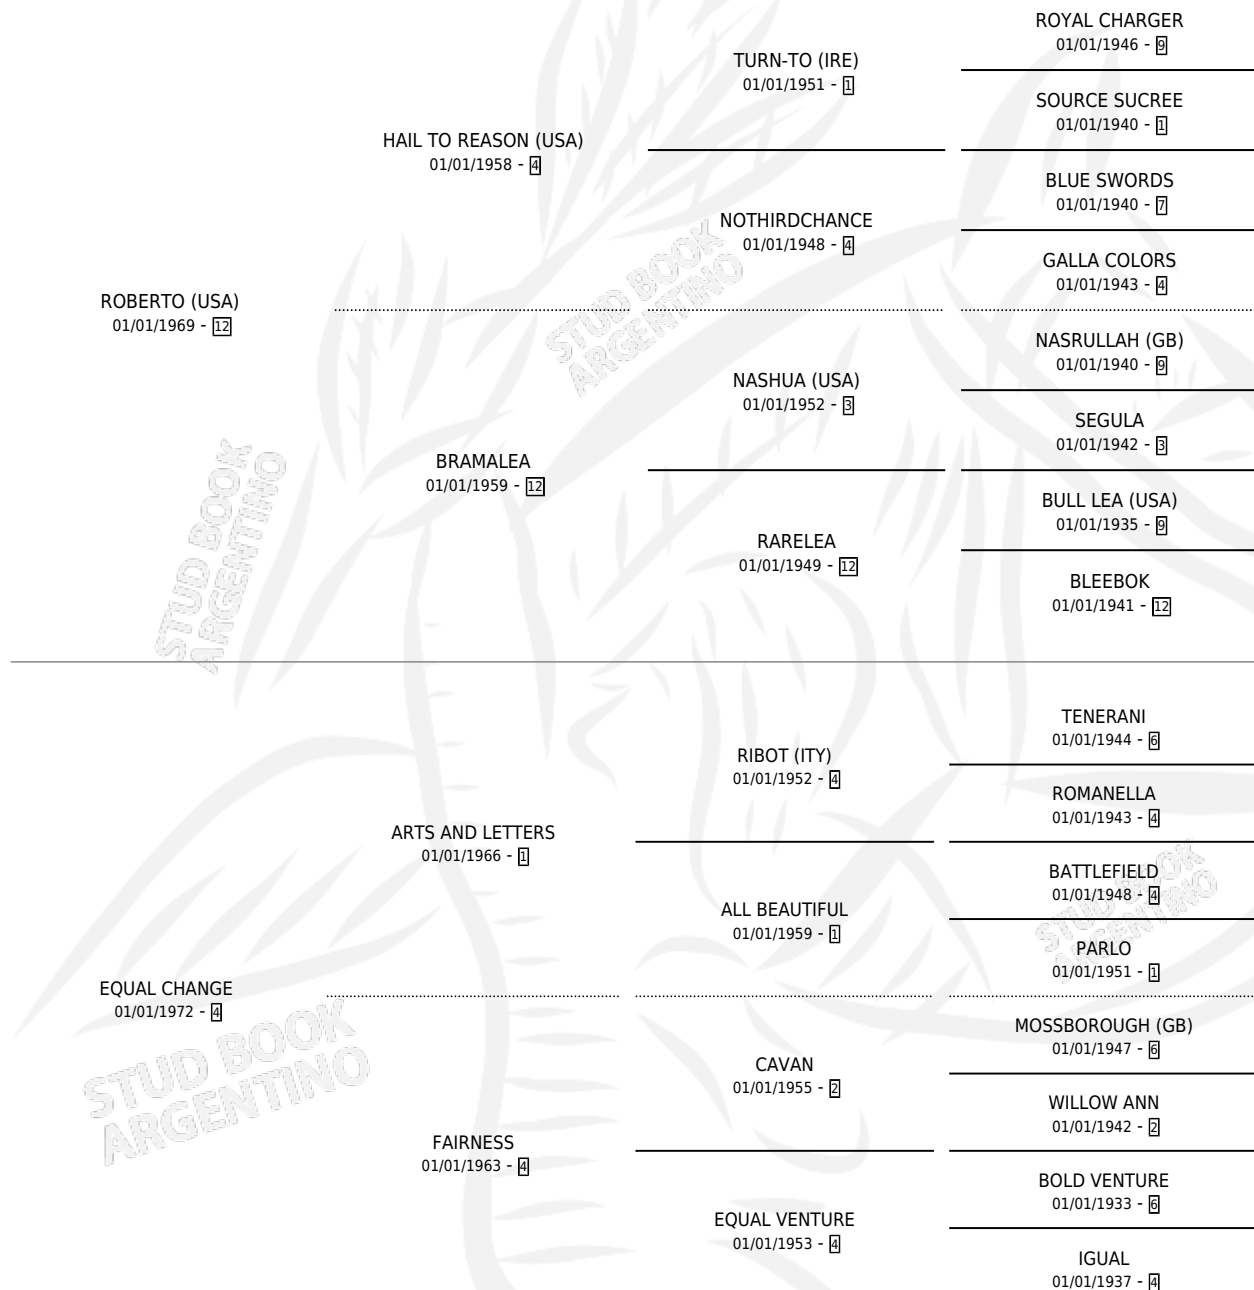 ROBERTO (USA)
01/01/1969 - 12
HAIL TO REASON (USA)
01/01/1958 - 4
BRAMALEA
01/01/1959 - 12
TURN-TO (IRE)
01/01/1951 - 1
NOTHIRDCHANCE
01/01/1948 - 4
NASHUA (USA)
01/01/1952 - 3
RARELEA
01/01/1949 - 12
ROYAL CHARGER
01/01/1946 - 9
SOURCE SUCREE
01/01/1940 - 1
BLUE SWORDS
01/01/1940 - 7
GALLA COLORS
01/01/1943 - 4
NASRULLAH (GB)
01/01/1940 - 9
SEGULA
01/01/1942 - 3
BULL LEA (USA)
01/01/1935 - 9
BLEEBOK
01/01/1941 - 12
EQUAL CHANGE
01/01/1972 - 4
ARTS AND LETTERS
01/01/1966 - 1
FAIRNESS
01/01/1963 - 4
RIBOT (ITY)
01/01/1952 - 4
ALL BEAUTIFUL
01/01/1959 - 1
CAVAN
01/01/1955 - 2
EQUAL VENTURE
01/01/1953 - 4
TENERANI
01/01/1944 - 6
ROMANELLA
01/01/1943 - 4
BATTLEFIELD
01/01/1948 - 4
PARLO
01/01/1951 - 1
MOSSBOROUGH (GB)
01/01/1947 - 6
WILLOW ANN
01/01/1942 - 2
BOLD VENTURE
01/01/1933 - 6
IGUAL
01/01/1937 - 4
STUD BOOK
ARGENTINO
STUD BOOK
ARGENTINO
STUD BOOK
ARGENTINO
STUD BOOK
ARGENTINO